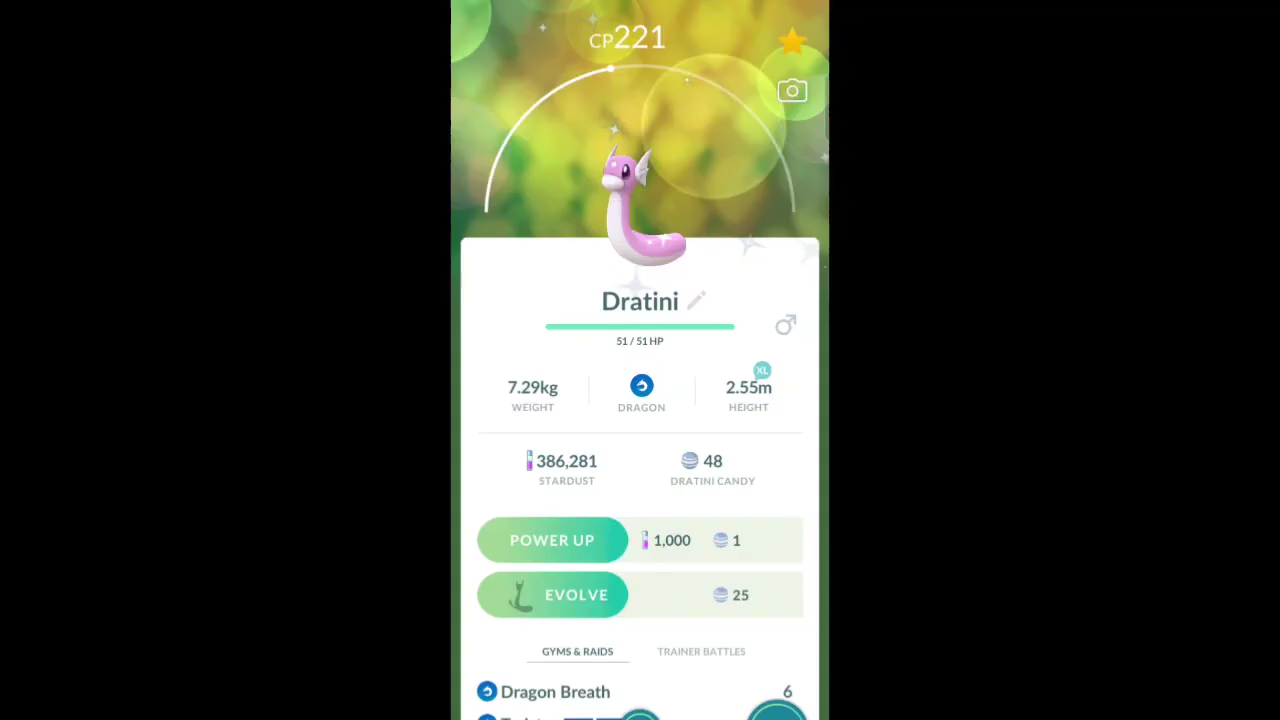 CP221
Dratini
51 / 51 HP
XL
7.29kg 2.55m
WEIGHT DRAGON HEIGHT
386,281 48
STARDUST DRATINI CANDY
POWER UP 1,000 1
EVOLVE 25
GYMS & RAIDS TRAINER BATTLES
Dragon Breath 6